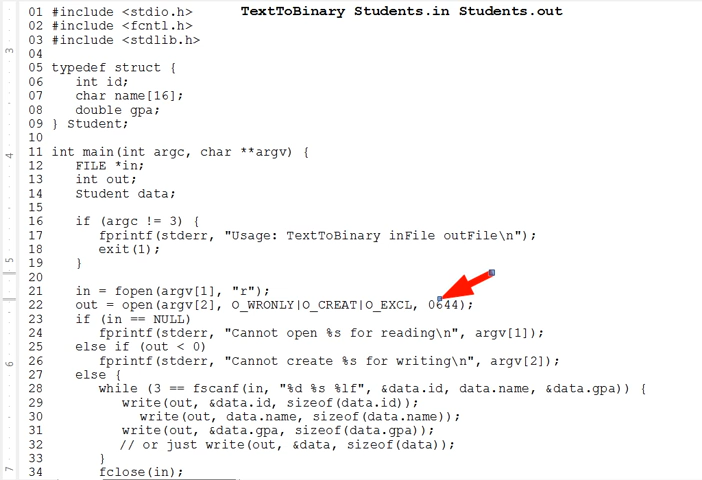 TextToBinary Students.in Students.out
01 #include <stdio.h>
02 #include <fcntl.h>
03 #include <stdlib.h>
04
05 typedef struct {
06    int id;
07    char name[16];
08    double gpa;
09 } Student;
10
11 int main(int argc, char **argv) {
12    FILE *in;
13    int out;
14    Student data;
15
16    if (argc != 3) {
17       fprintf(stderr, "Usage: TextToBinary inFile outFile\n");
18       exit(1);
19    }
20
21    in = fopen(argv[1], "r");
22    out = open(argv[2], O_WRONLY|O_CREAT|O_EXCL, 0644);
23    if (in == NULL)
24       fprintf(stderr, "Cannot open %s for reading\n", argv[1]);
25    else if (out < 0)
26       fprintf(stderr, "Cannot create %s for writing\n", argv[2]);
27    else {
28       while (3 == fscanf(in, "%d %s %lf", &data.id, data.name, &data.gpa)) {
29          write(out, &data.id, sizeof(data.id));
30            write(out, data.name, sizeof(data.name));
31          write(out, &data.gpa, sizeof(data.gpa));
32          // or just write(out, &data, sizeof(data));
33       }
34       fclose(in);
3
4
5
6
7